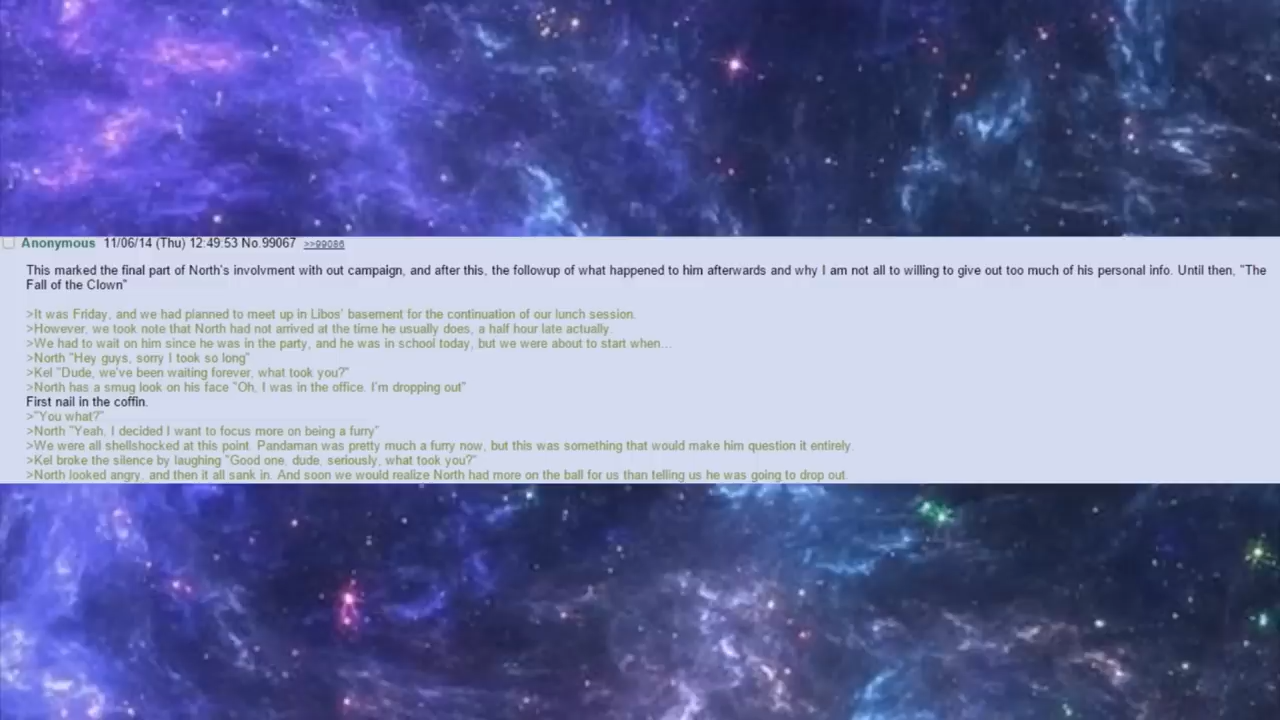 Anonymous 11/06/14 (Thu) 12:49:53 No.99067 >>99086
This marked the final part of North's involvment with out campaign, and after this, the followup of what happened to him afterwards and why I am not all to willing to give out too much of his personal info. Until then, "The
Fall of the Clown"
>It was Friday, and we had planned to meet up in Libos' basement for the continuation of our lunch session.
>However, we took note that North had not arrived at the time he usually does, a half hour late actually.
>We had to wait on him since he was in the party, and he was in school today, but we were about to start when...
>North "Hey guys, sorry I took so long"
>Kel "Dude, we've been waiting forever, what took you?"
>North has a smug look on his face "Oh, I was in the office. I'm dropping out"
First nail in the coffin.
>"You what?"
>North "Yeah, I decided I want to focus more on being a furry"
>We were all shellshocked at this point. Pandaman was pretty much a furry now, but this was something that would make him question it entirely.
>Kel broke the silence by laughing "Good one, dude, seriously, what took you?"
>North looked angry, and then it all sank in. And soon we would realize North had more on the ball for us than telling us he was going to drop out.